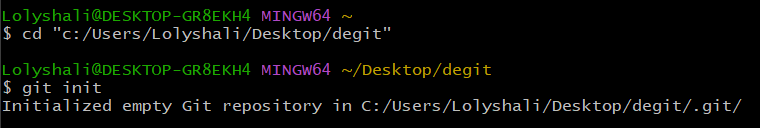 Lolyshali@DESKTOP-GR8EKH4 MINGW64 ~
$ cd "c:/Users/Lolyshali/Desktop/degit"
Lolyshali@DESKTOP-GR8EKH4 MINGW64 ~/Desktop/degit
$ git init
Initialized empty Git repository in C:/Users/Lolyshali/Desktop/degit/.git/